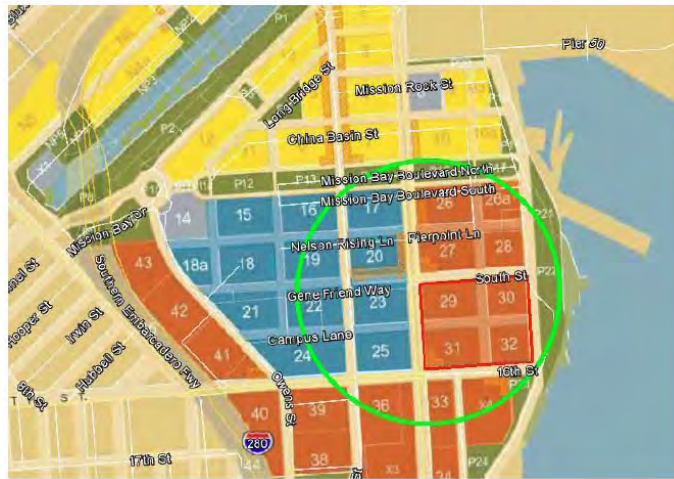 P1
Pier 50
Long Bridge St
Mission Rock St
P2
China Basin St
Mission Bay Boulevard North
P12
P13
Mission Bay Boulevard South
14
15
16
17
26
26a
P21
Mission Bay Dr
Nelson Rising Ln
Pierpoint Ln
43
18a
18
19
20
27
28
P22
South St
Gene Friend Way
42
21
22
23
29
30
Southern Embarcadero Fwy
Hooper St
Irwin St
Hubbell St
Campus Lane
41
24
25
31
32
8th St
16th St
Owens St
40
39
36
33
X4
280
17th St
44
38
X3
34
P24